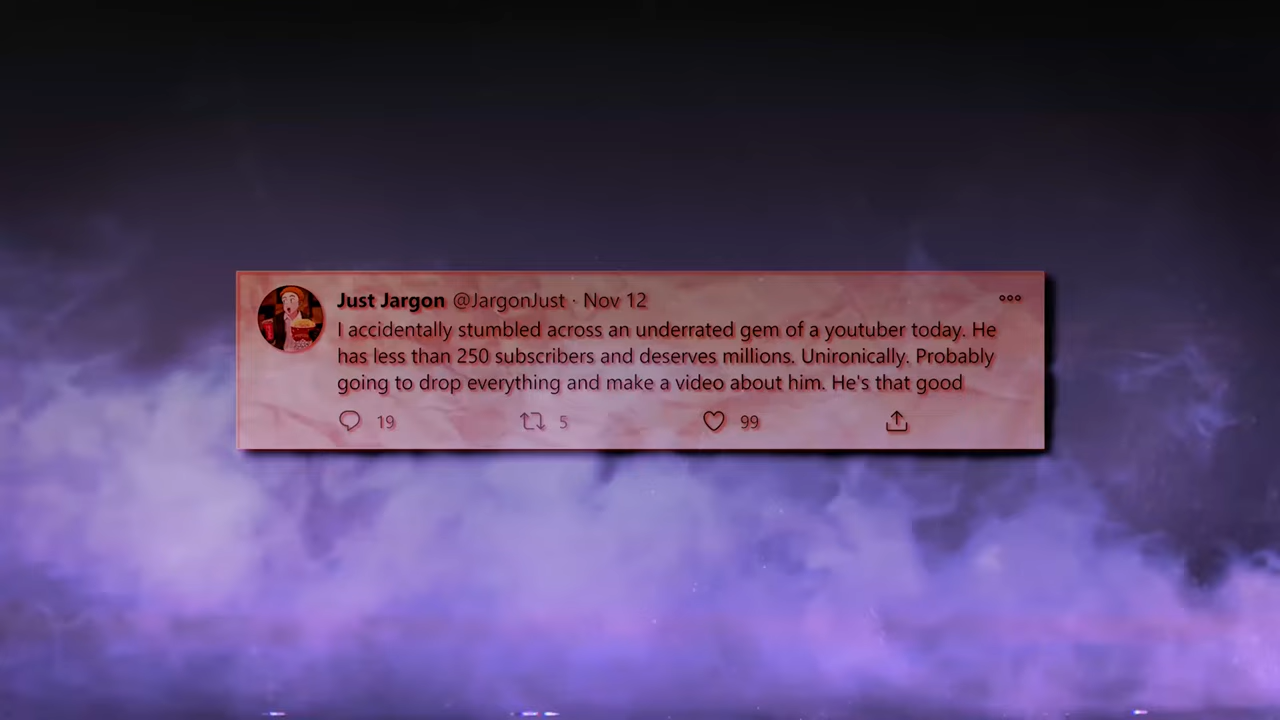 Just Jargon @JargonJust · Nov 12
I accidentally stumbled across an underrated gem of a youtuber today. He
has less than 250 subscribers and deserves millions. Unironically. Probably
going to drop everything and make a video about him. He's that good
19 5 99